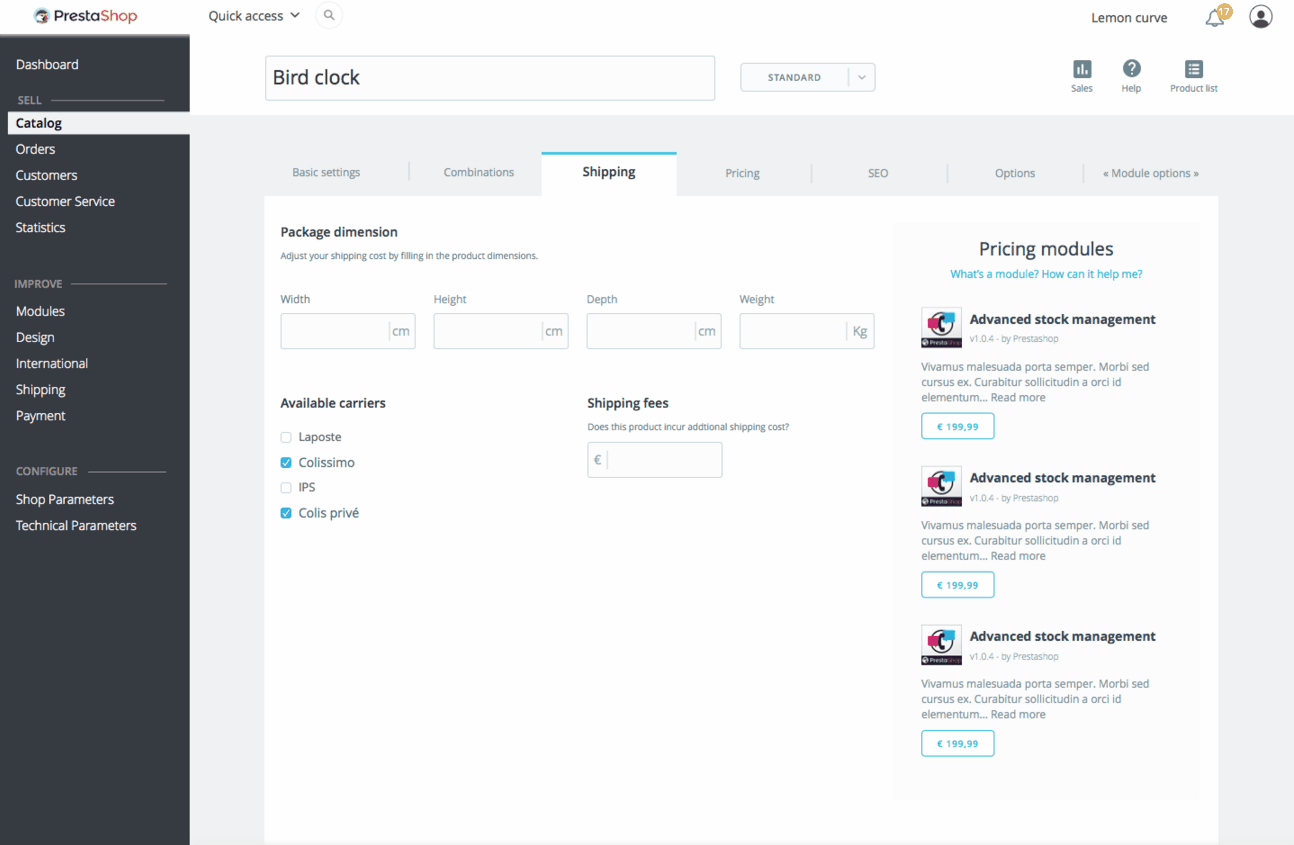 PrestaShop
Quick access
Lemon curve
17
Dashboard
SELL
Catalog
Orders
Customers
Customer Service
Statistics
IMPROVE
Modules
Design
International
Shipping
Payment
CONFIGURE
Shop Parameters
Technical Parameters
Bird clock
STANDARD
Sales
Help
Product list
Basic settings
Combinations
Shipping
Pricing
SEO
Options
« Module options »
Package dimension
Adjust your shipping cost by filling in the product dimensions.
Width
Height
Depth
Weight
cm
cm
cm
Kg
Available carriers
Laposte
Colissimo
IPS
Colis privé
Shipping fees
Does this product incur addtional shipping cost?
€
Pricing modules
What's a module? How can it help me?
PrestaShop
Advanced stock management
v1.0.4 - by Prestashop
Vivamus malesuada porta semper. Morbi sed
cursus ex. Curabitur sollicitudin a orci id
elementum... Read more
€ 199,99
PrestaShop
Advanced stock management
v1.0.4 - by Prestashop
Vivamus malesuada porta semper. Morbi sed
cursus ex. Curabitur sollicitudin a orci id
elementum... Read more
€ 199,99
PrestaShop
Advanced stock management
v1.0.4 - by Prestashop
Vivamus malesuada porta semper. Morbi sed
cursus ex. Curabitur sollicitudin a orci id
elementum... Read more
€ 199,99